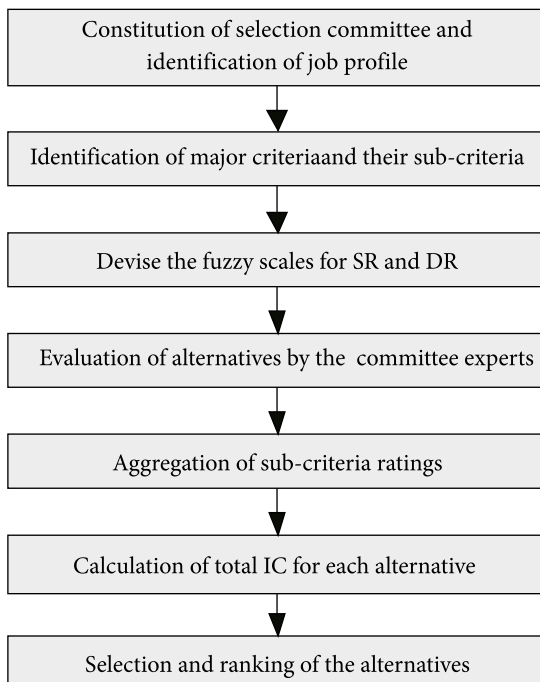 Constitution of selection committee and
identification of job profile
Identification of major criteriaand their sub-criteria
Devise the fuzzy scales for SR and DR
Evaluation of alternatives by the committee experts
Aggregation of sub-criteria ratings
Calculation of total IC for each alternative
Selection and ranking of the alternatives